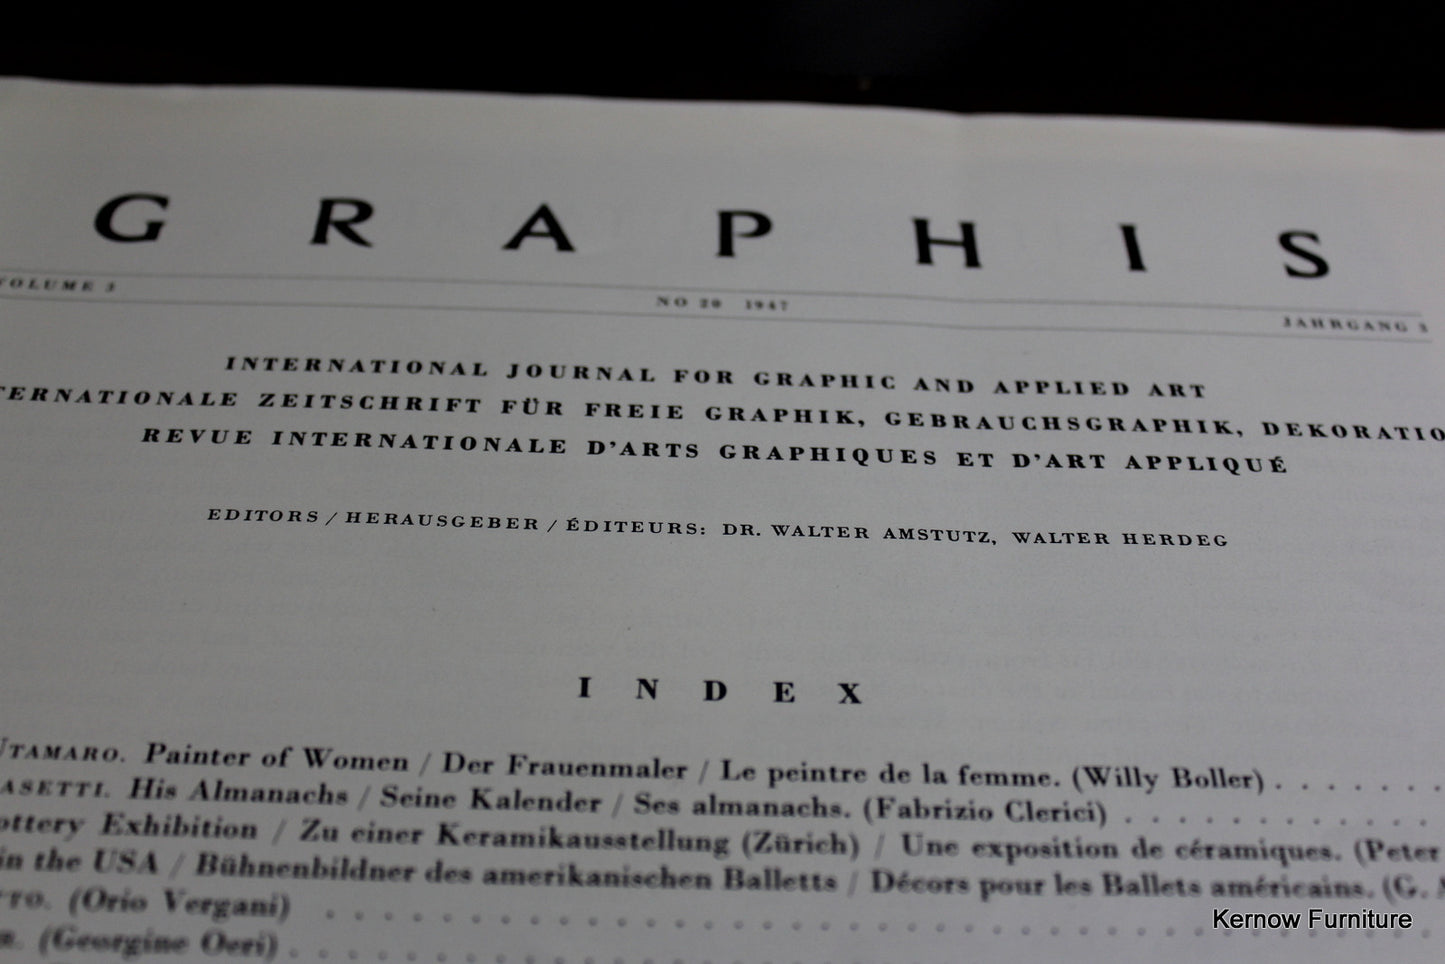 GRAPHIS
VOLUME 3 NO 20 1947 JAHRGANG 3
INTERNATIONAL JOURNAL FOR GRAPHIC AND APPLIED ART
TERNATIONALE ZEITSCHRIFT FÜR FREIE GRAPHIK, GEBRAUCHSGRAPHIK, DEKORATIO
REVUE INTERNATIONALE D'ARTS GRAPHIQUES ET D'ART APPLIQUÉ
EDITORS / HERAUSGEBER / ÉDITEURS: DR. WALTER AMSTUTZ, WALTER HERDEG
INDEX
UTAMARO. Painter of Women / Der Frauenmaler / Le peintre de la femme. (Willy Boller)
ASETTI. His Almanachs / Seine Kalender / Ses almanachs. (Fabrizio Clerici)
ottery Exhibition / Zu einer Keramikausstellung (Zürich) / Une exposition de céramiques. (Peter
in the USA / Bühnenbildner des amerikanischen Balletts / Décors pour les Ballets américains. (G.
TTO. (Orio Vergani)
(Georgine Oeri)
Kernow Furniture